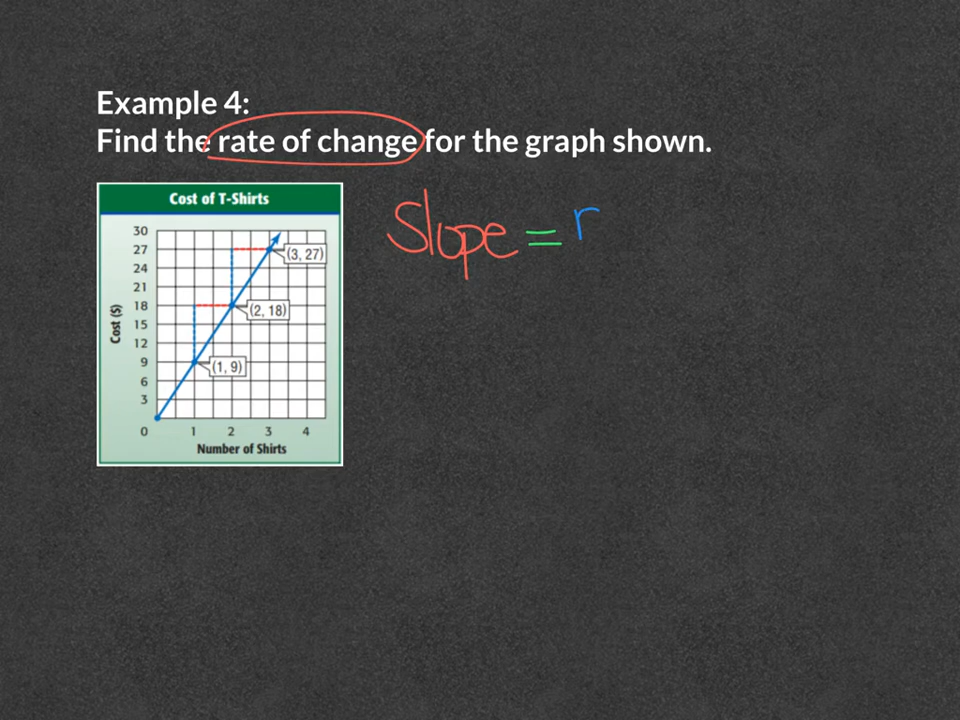 Example 4:
Find the rate of change for the graph shown.
Slope = r
Cost of T-Shirts
30
27
24
21
18
15
12
9
6
3
0
1 2 3 4
(3, 27)
(2, 18)
(1, 9)
Cost ($)
Number of Shirts